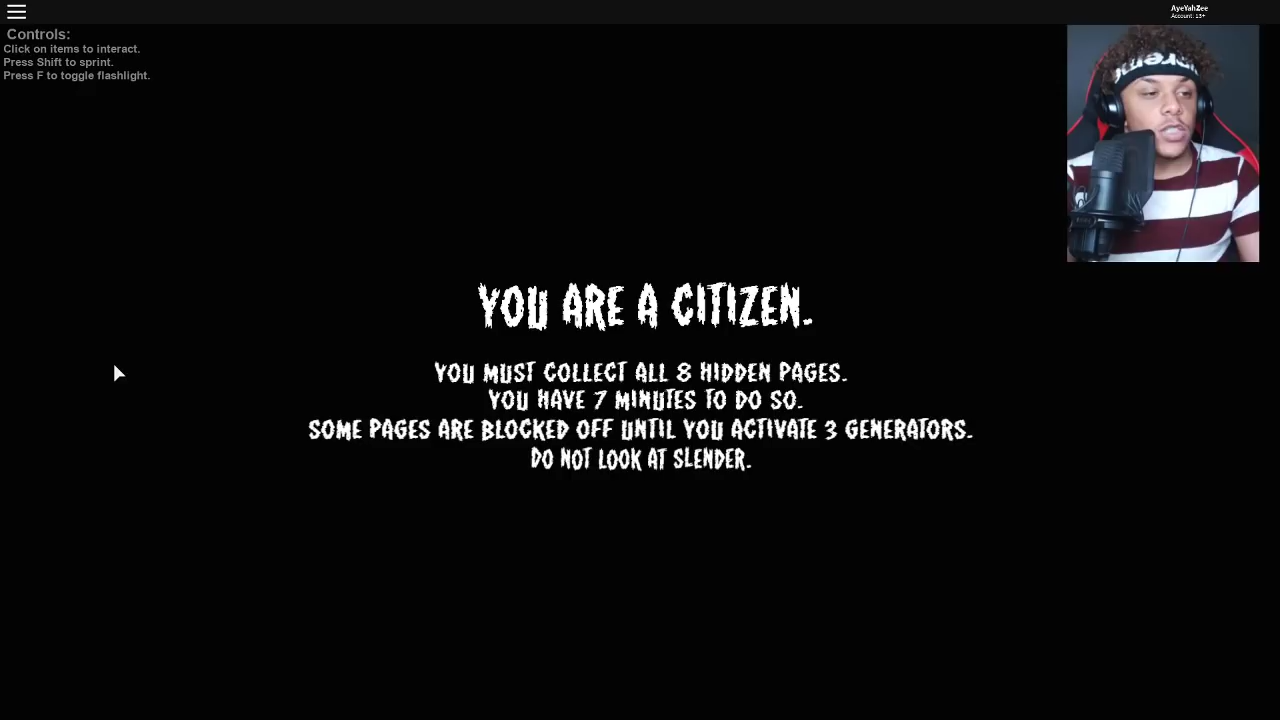 AyeYahZee
Account: 13+
Controls:
Click on items to interact.
Press Shift to sprint.
Press F to toggle flashlight.
YOU ARE A CITIZEN.
YOU MUST COLLECT ALL 8 HIDDEN PAGES.
YOU HAVE 7 MINUTES TO DO SO.
SOME PAGES ARE BLOCKED OFF UNTIL YOU ACTIVATE 3 GENERATORS.
DO NOT LOOK AT SLENDER.